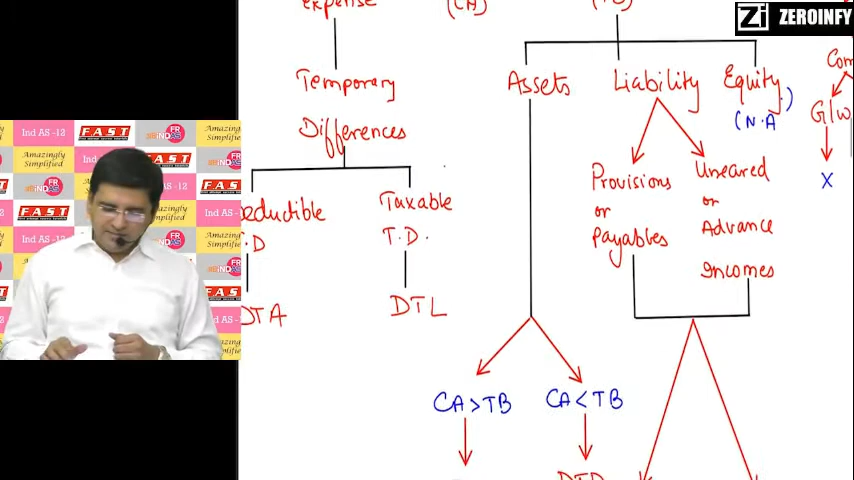 ZEROINFY
expense
(CA)
Temporary
Differences
eductible
.D
DTA
Taxable
T.D.
DTL
Assets
Liability
Equity
(N.A.)
Provisions
or
Payables
Unearned
or
Advance
Incomes
CA>TB
CA<TB
DTD
Com
G/w
X
Ind AS -12
FAST
Amazingly
Simplified